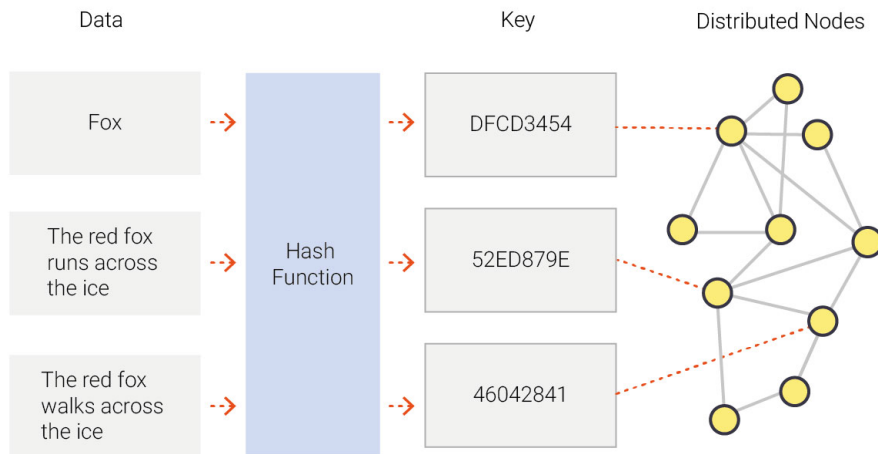 Data
Key
Distributed Nodes
Fox
DFCD3454
The red fox
runs across
the ice
Hash
Function
52ED879E
The red fox
walks across
the ice
46042841